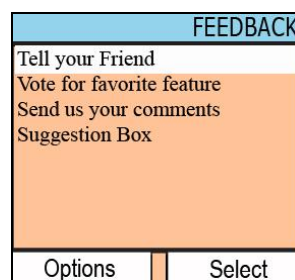 FEEDBACK
Tell your Friend
Vote for favorite feature
Send us your comments
Suggestion Box
Options Select